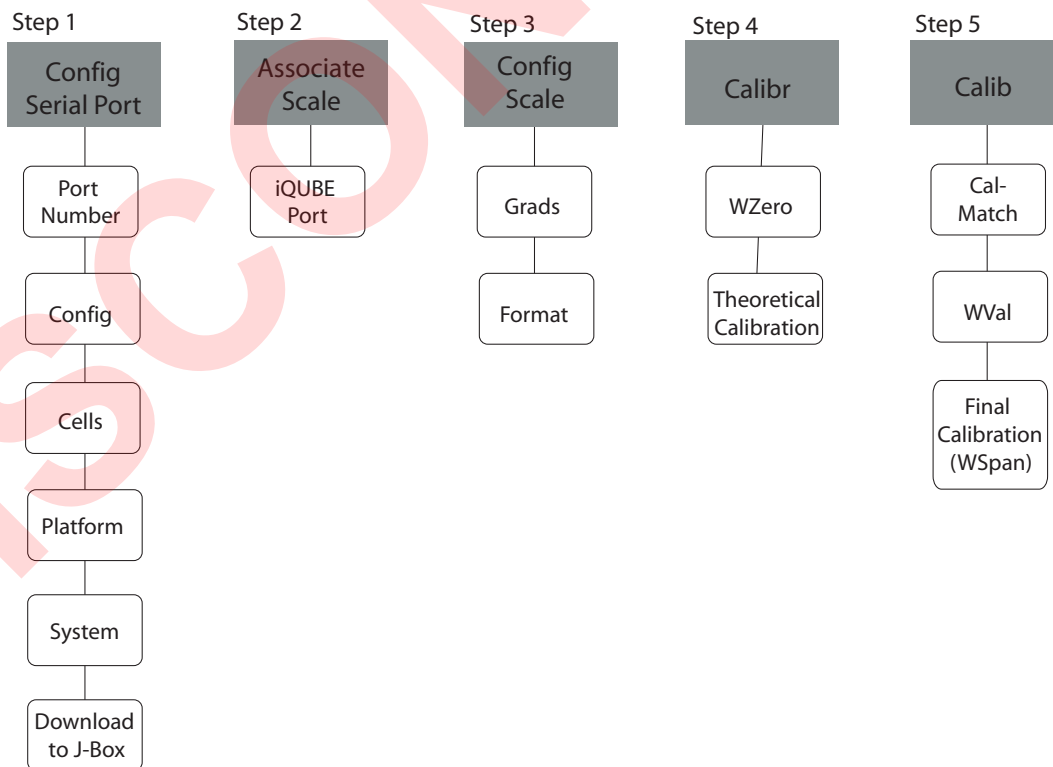 Step 1
Config
Serial Port
Port
Number
Config
Cells
Platform
System
Download
to J-Box
Step 2
Associate
Scale
iQUBE
Port
Step 3
Config
Scale
Grads
Format
Step 4
Calibr
WZero
Theoretical
Calibration
Step 5
Calib
Cal-
Match
WVal
Final
Calibration
(WSpan)